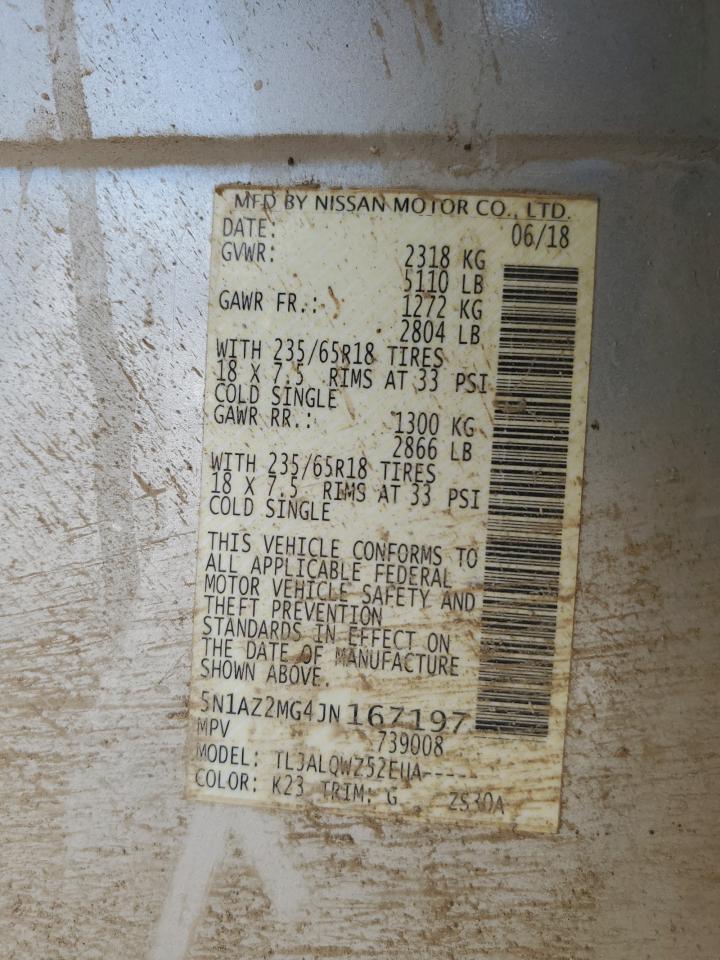 MFD BY NISSAN MOTOR CO., LTD.
DATE: 06/18
GVWR: 2318 KG
5110 LB
GAWR FR.: 1272 KG
2804 LB
WITH 235/65R18 TIRES
18 X 7.5 RIMS AT 33 PSI
COLD SINGLE
GAWR RR.: 1300 KG
2866 LB
WITH 235/65R18 TIRES
18 X 7.5 RIMS AT 33 PSI
COLD SINGLE
THIS VEHICLE CONFORMS TO
ALL APPLICABLE FEDERAL
MOTOR VEHICLE SAFETY AND
THEFT PREVENTION
STANDARDS IN EFFECT ON
THE DATE OF MANUFACTURE
SHOWN ABOVE.
5N1AZ2MG4JN167197
MPV 739008
MODEL: TL3ALQWZ52EUA-----
COLOR: K23 TRIM: G ZS30A